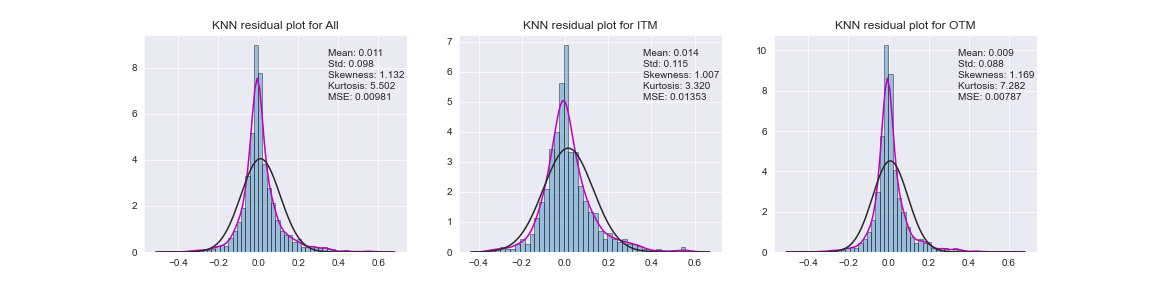 KNN residual plot for All
Mean: 0.011
Std: 0.098
Skewness: 1.132
Kurtosis: 5.502
MSE: 0.00981
8
6
4
2
0
−0.4 −0.2 0.0 0.2 0.4 0.6
KNN residual plot for ITM
Mean: 0.014
Std: 0.115
Skewness: 1.007
Kurtosis: 3.320
MSE: 0.01353
7
6
5
4
3
2
1
0
−0.4 −0.2 0.0 0.2 0.4 0.6
KNN residual plot for OTM
Mean: 0.009
Std: 0.088
Skewness: 1.169
Kurtosis: 7.282
MSE: 0.00787
10
8
6
4
2
0
−0.4 −0.2 0.0 0.2 0.4 0.6